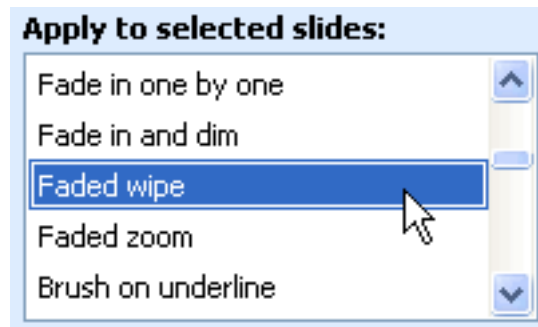 Apply to selected slides:
Fade in one by one
Fade in and dim
Faded wipe
Faded zoom
Brush on underline